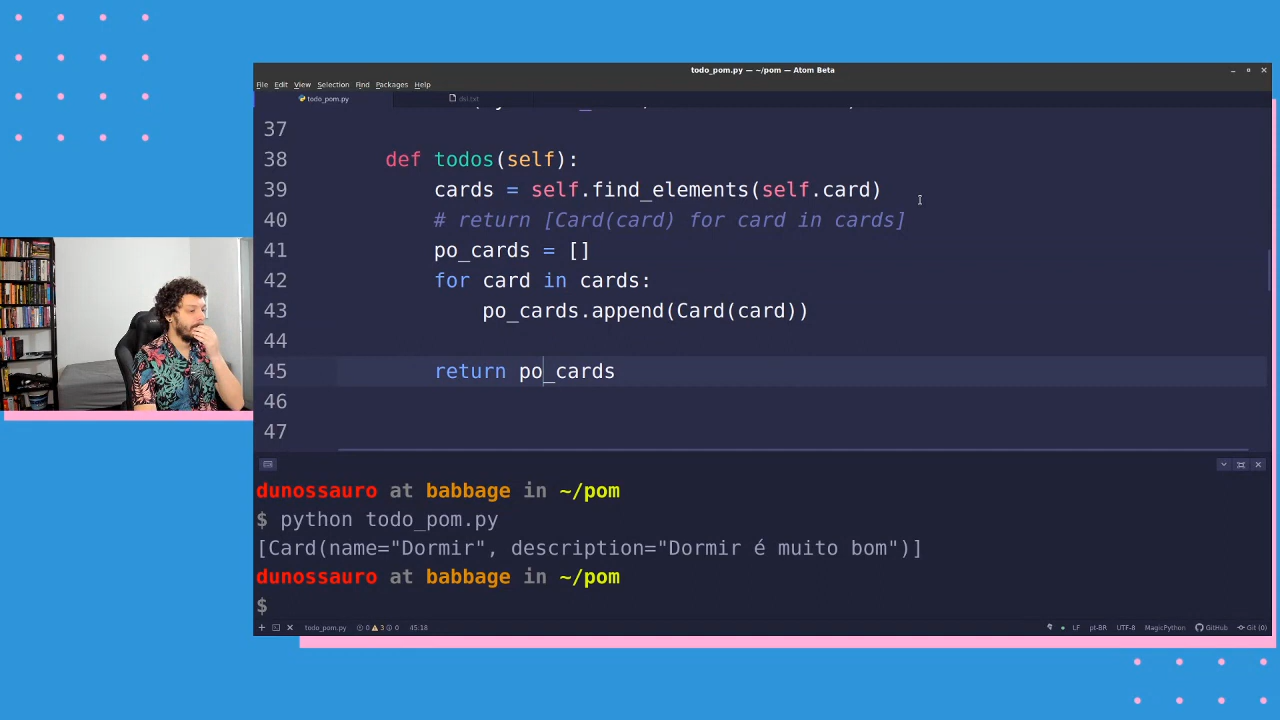 todo_pom.py — ~/pom — Atom Beta
File Edit View Selection Find Packages Help
todo_pom.py
dsl.txt
37
38 def todos(self):
39 cards = self.find_elements(self.card)
40 # return [Card(card) for card in cards]
41 po_cards = []
42 for card in cards:
43 po_cards.append(Card(card))
44
45 return po_cards
46
47
dunossauro at babbage in ~/pom
$ python todo_pom.py
[Card(name="Dormir", description="Dormir é muito bom")]
dunossauro at babbage in ~/pom
$
todo_pom.py 0 3 0 45:18 LF pt-BR UTF-8 MagicPython GitHub Git (0)